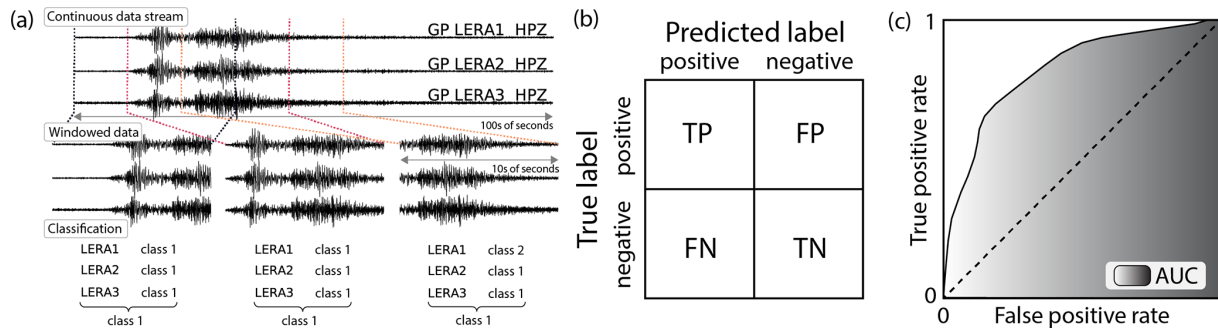 (a)
Continuous data stream
GP LERA1 HPZ
GP LERA2 HPZ
GP LERA3 HPZ
100s of seconds
Windowed data
10s of seconds
Classification
LERA1 class 1 LERA1 class 1 LERA1 class 2
LERA2 class 1 LERA2 class 1 LERA2 class 1
LERA3 class 1 LERA3 class 1 LERA3 class 1
class 1 class 1 class 1
(b)
Predicted label
positive negative
True label
positive
negative
TP FP
FN TN
(c)
1
True positive rate
AUC
0
0 False positive rate